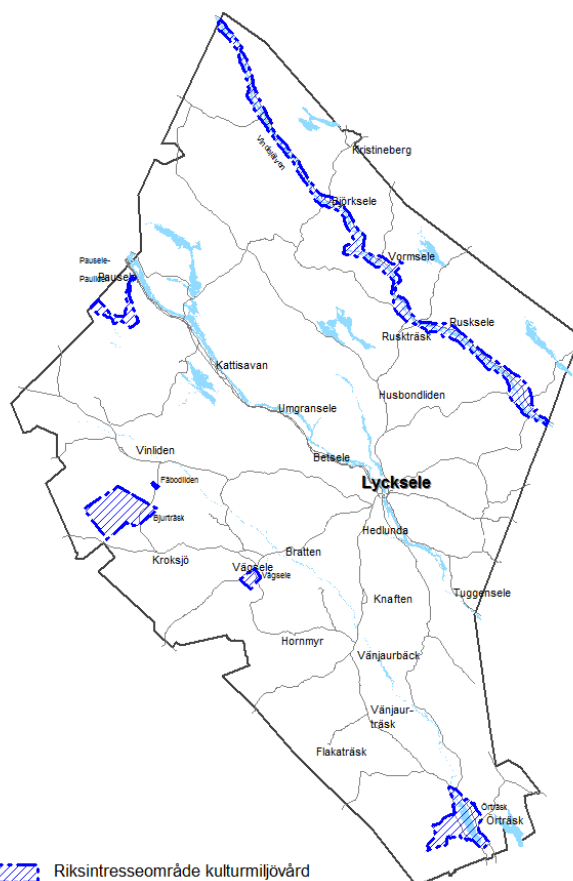 Kristineberg
Vindelälven
Björksele
Vormsele
Pausele-
Pauliden
Pausele
Rusksele
Ruskträsk
Kattisavan
Husbondliden
Umgransele
Vinliden
Betsele
Fäbodliden
Lycksele
Bjurträsk
Hedlunda
Bratten
Kroksjö
Vägsele
Vägsele
Tuggensele
Knaften
Hornmyr
Vänjaurbäck
Vänjaur-
träsk
Flakaträsk
Örträsk
Örträsk
Riksintresseområde kulturmiljövård